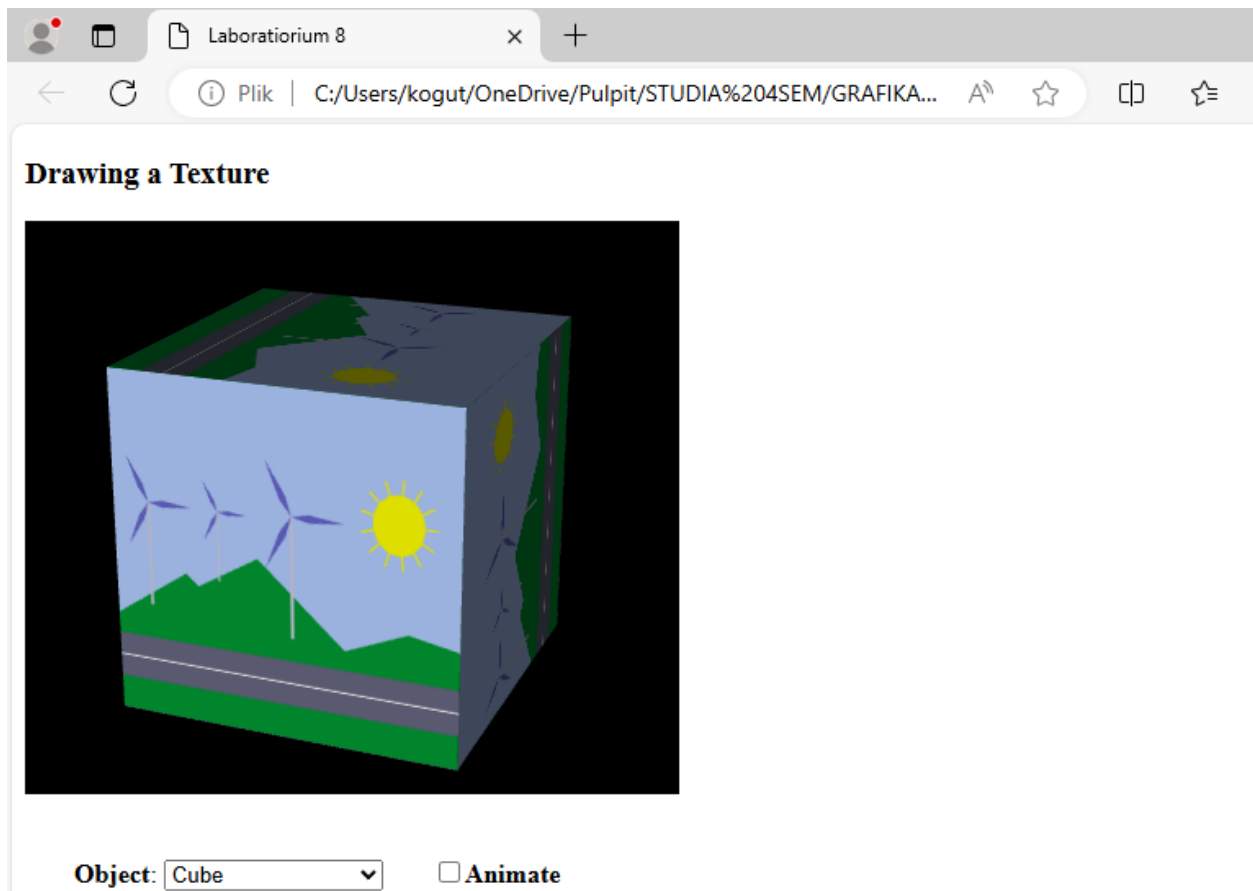 Laboratiorium 8
Plik | C:/Users/kogut/OneDrive/Pulpit/STUDIA%204SEM/GRAFIKA...
Drawing a Texture
Object: Cube Animate